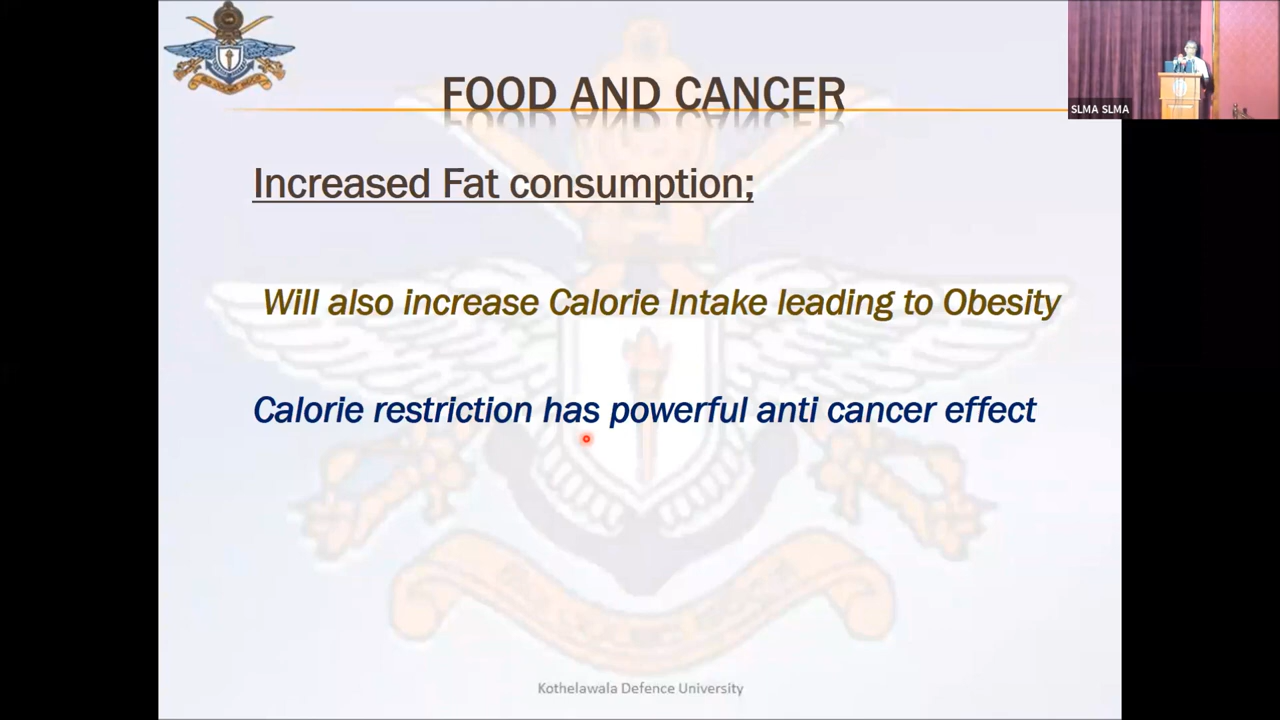 FOOD AND CANCER
SLMA SLMA
Increased Fat consumption;
Will also increase Calorie Intake leading to Obesity
Calorie restriction has powerful anti cancer effect
Kothelawala Defence University